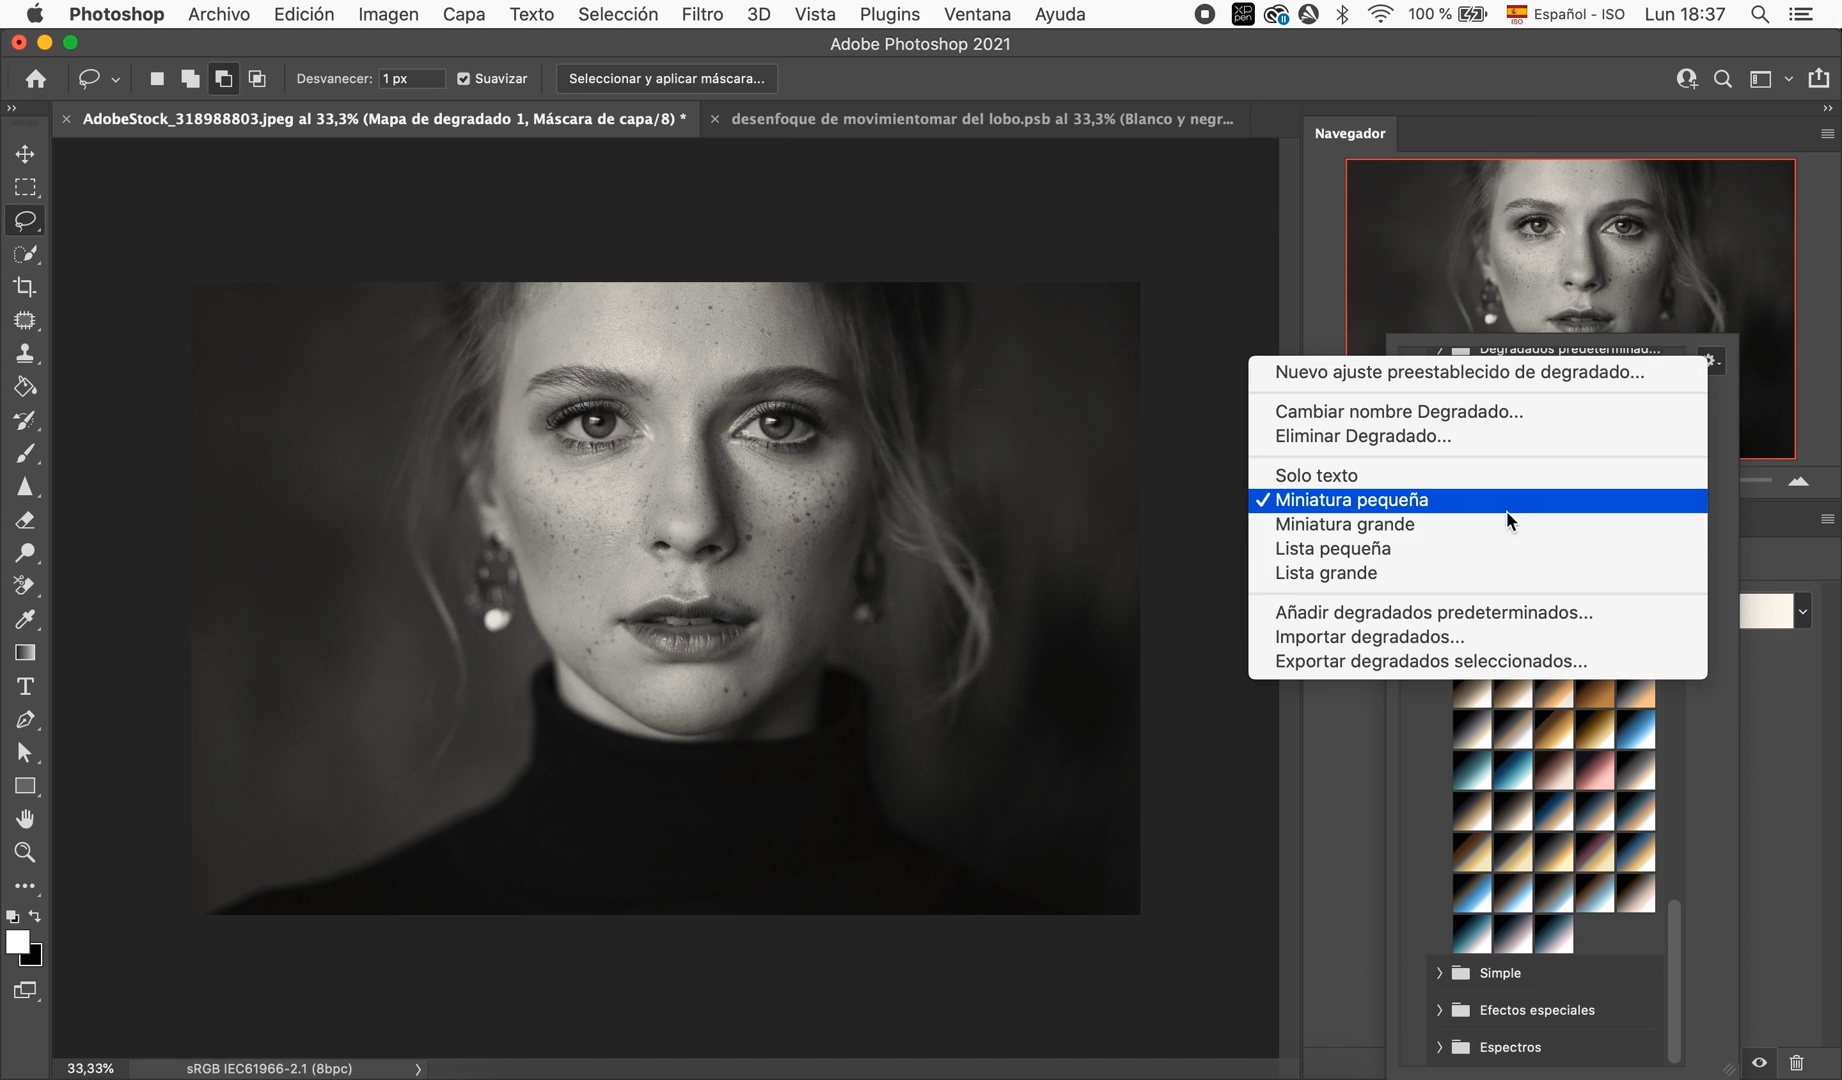 Photoshop Archivo Edición Imagen Capa Texto Selección Filtro 3D Vista Plugins Ventana Ayuda XP pen 100 % ISO Español - ISO Lun 18:37
Adobe Photoshop 2021
Desvanecer: 1 px Suavizar Seleccionar y aplicar máscara...
× AdobeStock_318988803.jpeg al 33,3% (Mapa de degradado 1, Máscara de capa/8) * × desenfoque de movimientomar del lobo.psb al 33,3% (Blanco y negr...
Navegador
Degradados predeterminad...
Nuevo ajuste preestablecido de degradado...
Cambiar nombre Degradado...
Eliminar Degradado...
Solo texto
✓ Miniatura pequeña
Miniatura grande
Lista pequeña
Lista grande
Añadir degradados predeterminados...
Importar degradados...
Exportar degradados seleccionados...
Simple
Efectos especiales
Espectros
33,33% sRGB IEC61966-2.1 (8bpc)